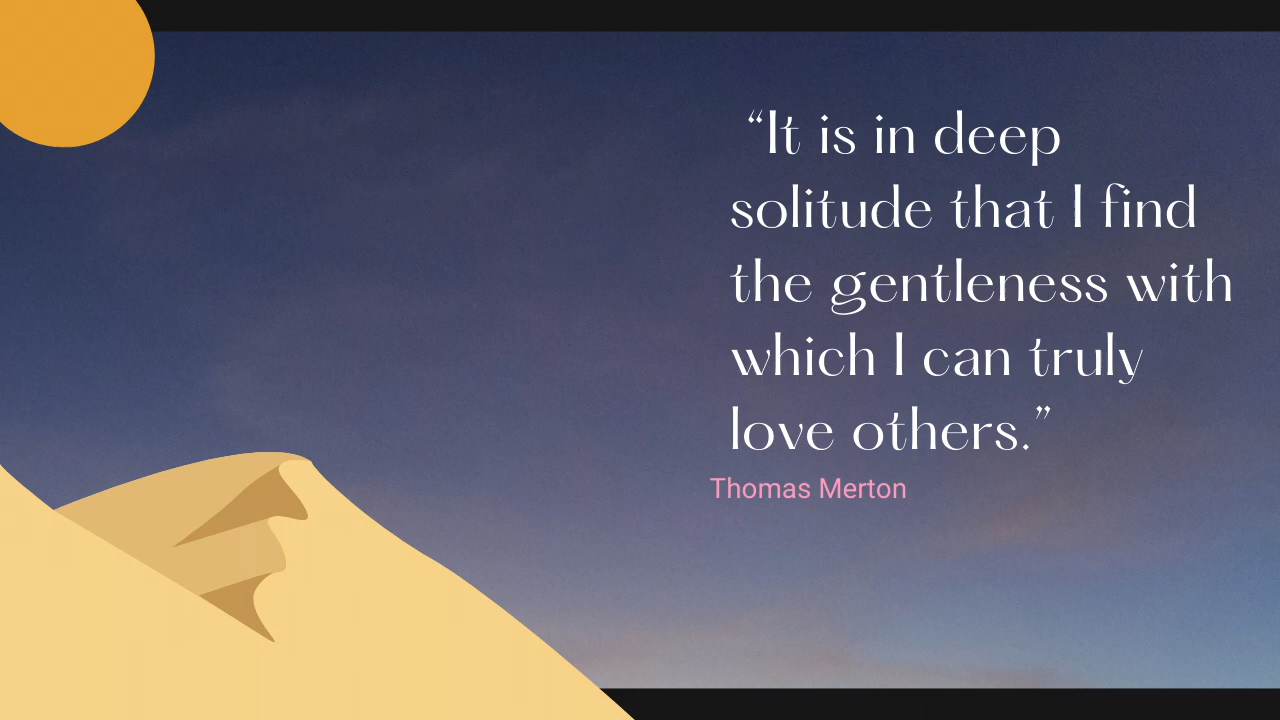 “It is in deep
solitude that I find
the gentleness with
which I can truly
love others.”
Thomas Merton